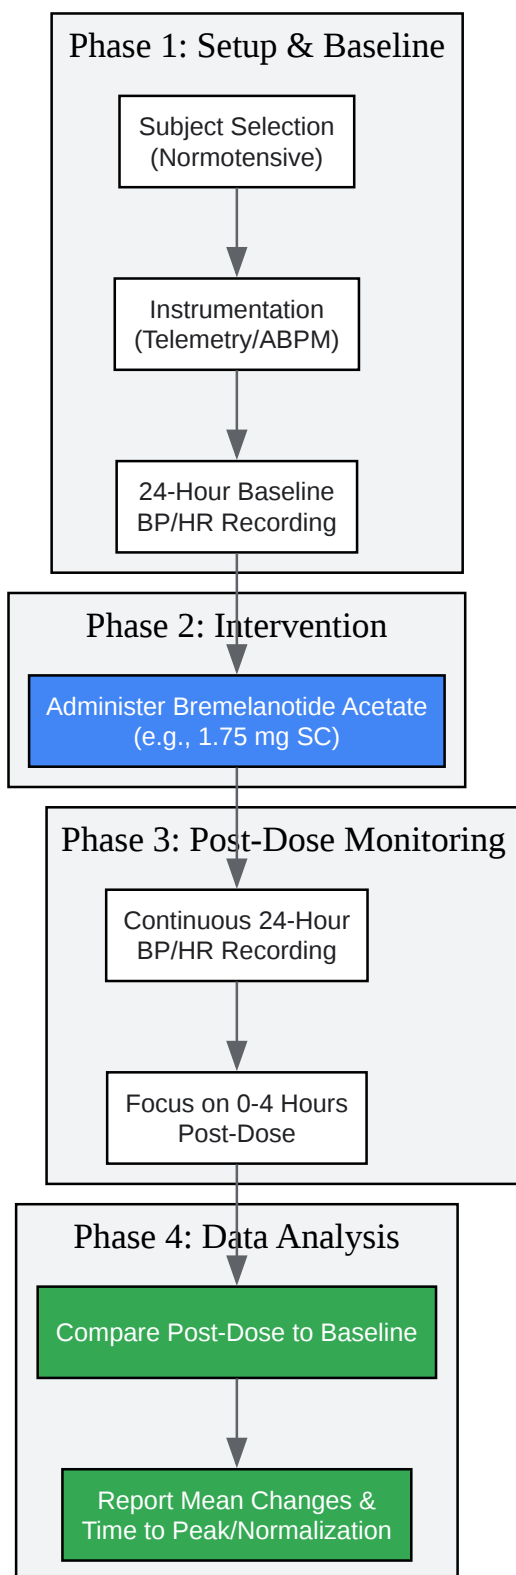 Phase 1: Setup & Baseline
Subject Selection
(Normotensive)
Instrumentation
(Telemetry/ABPM)
24-Hour Baseline
BP/HR Recording
Phase 2: Intervention
Administer Bremelanotide Acetate
(e.g., 1.75 mg SC)
Phase 3: Post-Dose Monitoring
Continuous 24-Hour
BP/HR Recording
Focus on 0-4 Hours
Post-Dose
Phase 4: Data Analysis
Compare Post-Dose to Baseline
Report Mean Changes &
Time to Peak/Normalization